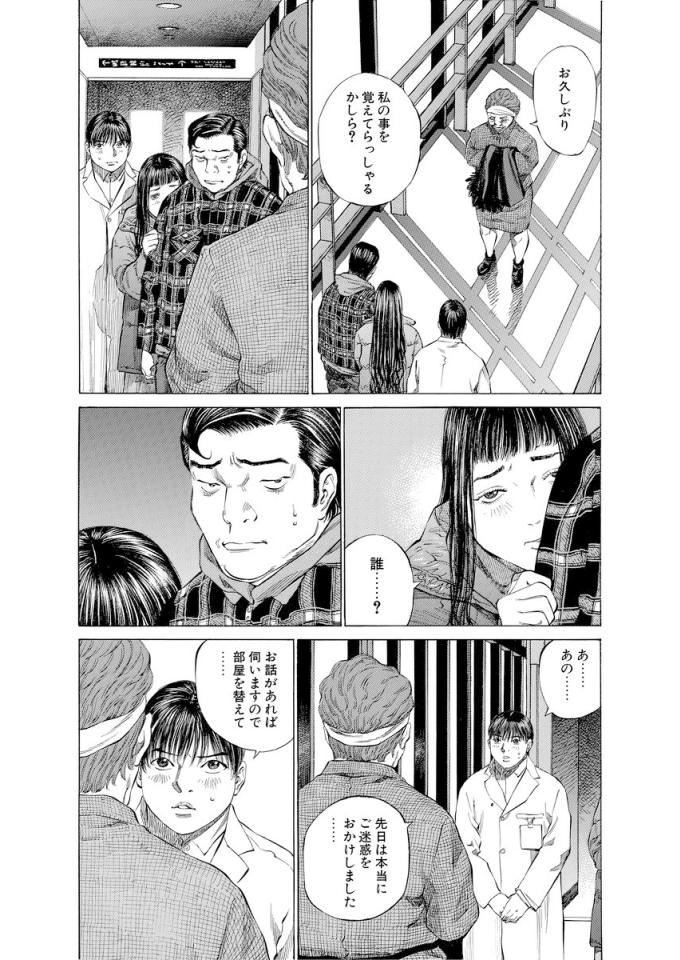 お久しぶり
私の事を
覚えてらっしゃる
かしら？
誰……？
あ……
あの……
先日は本当に
ご迷惑を
おかけしました
……
お話があれば
伺いますので
部屋を替えて
……